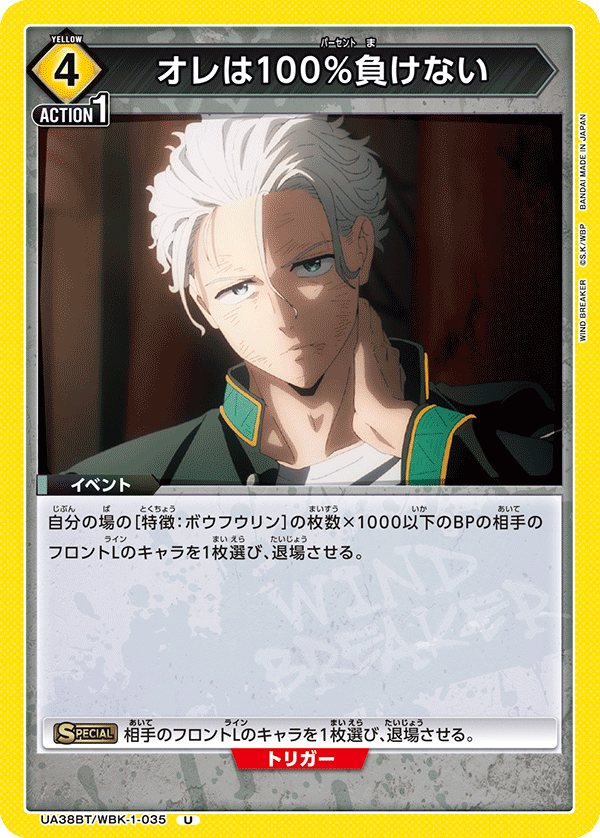 YELLOW
4
ACTION 1
パーセント ま
オレは100%負けない
WIND BREAKER ©S.K/WBP BANDAI MADE IN JAPAN
イベント
じぶん ば とくちょう まいすう いか あいて
自分の場の[特徴:ボウフウリン]の枚数×1000以下のBPの相手の
ライン まい えら たいじょう
フロントLのキャラを1枚選び、退場させる。
WIND
BREAKER
あいて ライン まい えら たいじょう
SPECIAL 相手のフロントLのキャラを1枚選び、退場させる。
トリガー
UA38BT/WBK-1-035 U